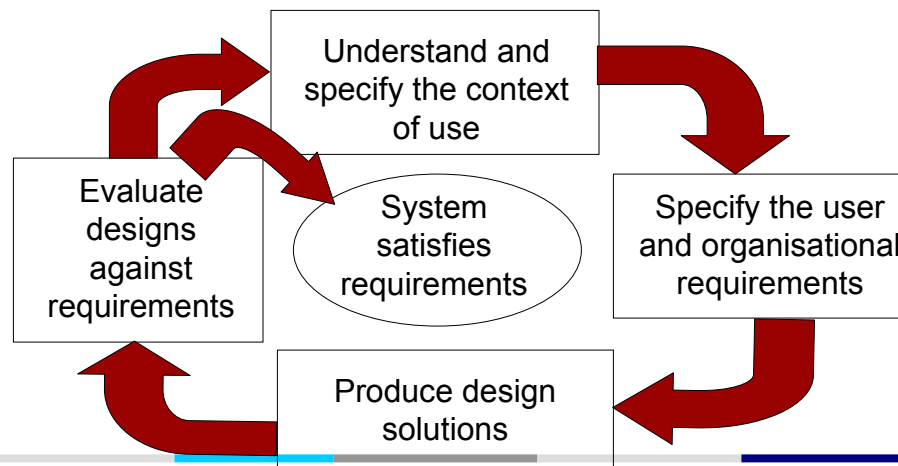 Understand and
specify the context
of use
Evaluate
designs
against
requirements
System
satisfies
requirements
Specify the user
and organisational
requirements
Produce design
solutions